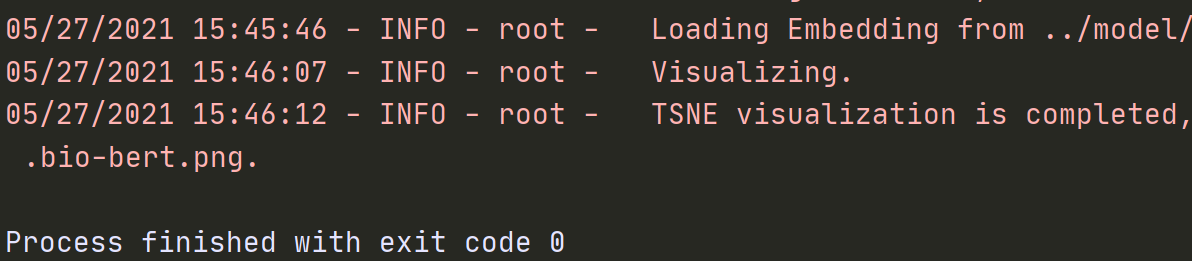 05/27/2021 15:45:46 - INFO - root -   Loading Embedding from ../model/
05/27/2021 15:46:07 - INFO - root -   Visualizing.
05/27/2021 15:46:12 - INFO - root -   TSNE visualization is completed,
 .bio-bert.png.
Process finished with exit code 0